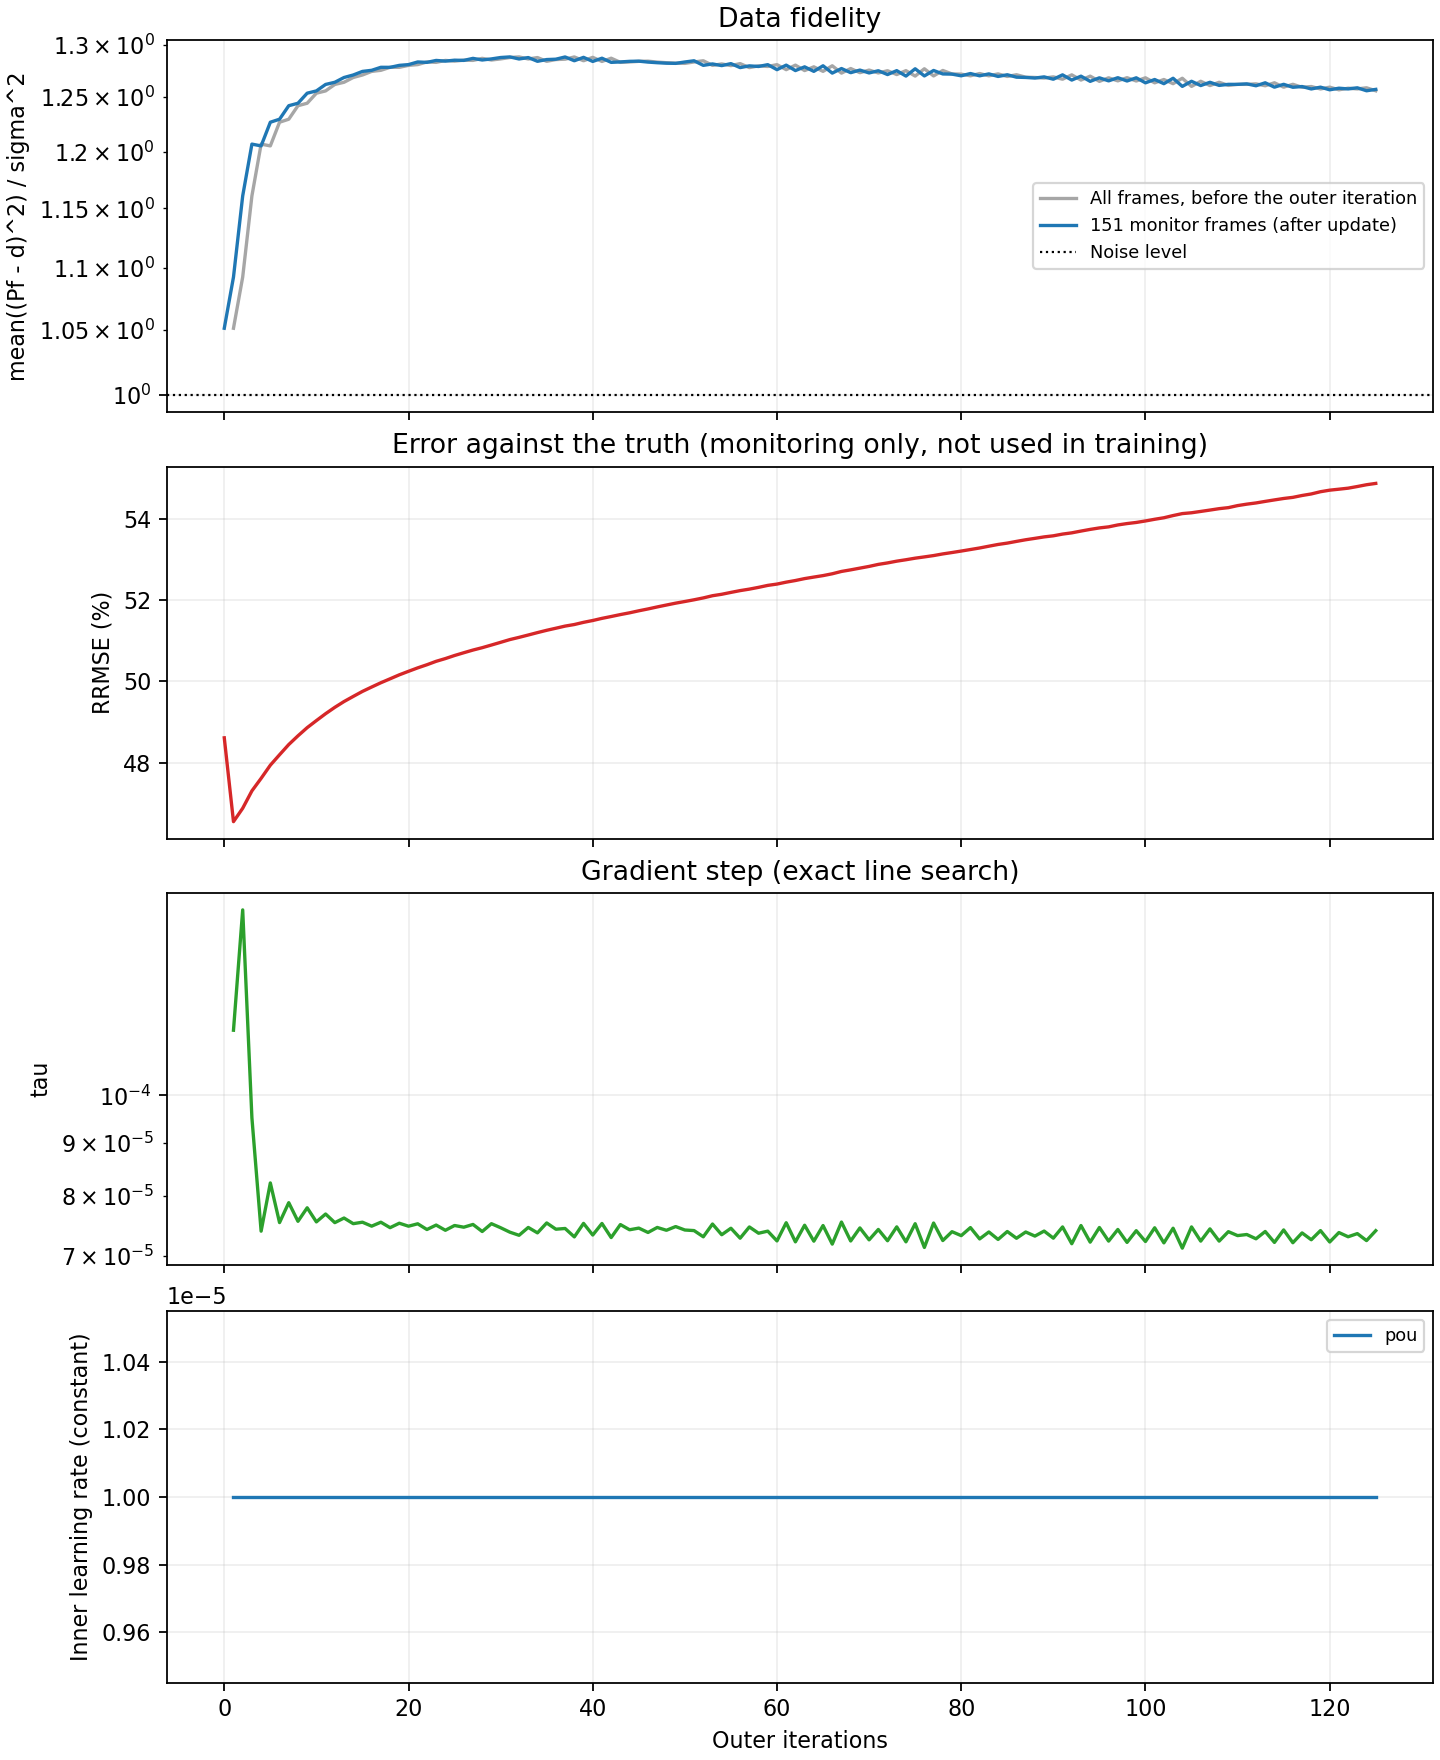 Data fidelity
mean((Pf - d)^2) / sigma^2
1.3 × 10⁰
1.25 × 10⁰
1.2 × 10⁰
1.15 × 10⁰
1.1 × 10⁰
1.05 × 10⁰
10⁰
All frames, before the outer iteration
151 monitor frames (after update)
Noise level
Error against the truth (monitoring only, not used in training)
RRMSE (%)
54
52
50
48
Gradient step (exact line search)
tau
10⁻⁴
9 × 10⁻⁵
8 × 10⁻⁵
7 × 10⁻⁵
1e−5
Inner learning rate (constant)
1.04
1.02
1.00
0.98
0.96
pou
0 20 40 60 80 100 120
Outer iterations